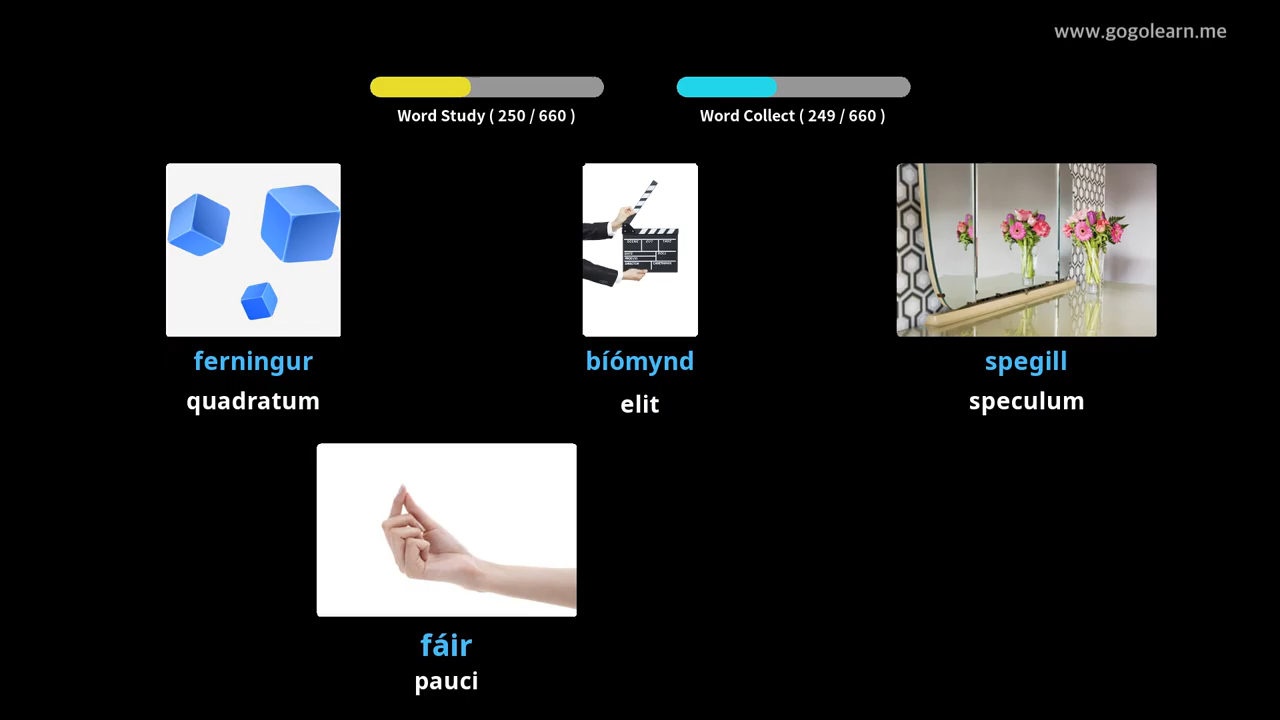 www.gogolearn.me
Word Study ( 250 / 660 )
Word Collect ( 249 / 660 )
ferningur
quadratum
bíómynd
elit
spegill
speculum
fáir
pauci